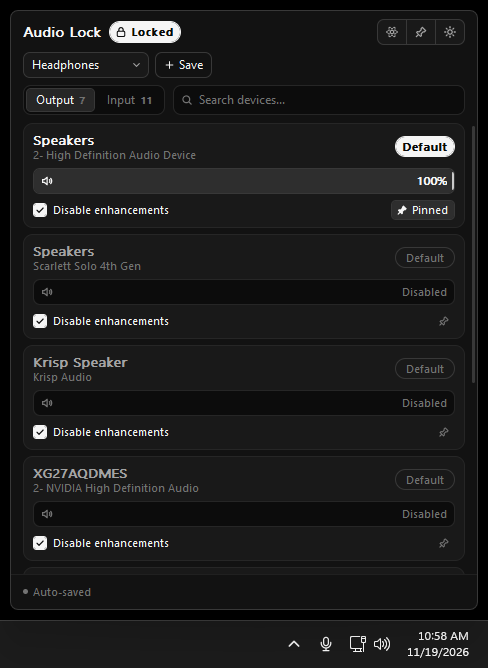 Audio Lock Locked
Headphones + Save
Output 7 Input 11 Search devices...
Speakers
2- High Definition Audio Device
Default
100%
Disable enhancements Pinned
Speakers
Scarlett Solo 4th Gen
Default
Disabled
Disable enhancements
Krisp Speaker
Krisp Audio
Default
Disabled
Disable enhancements
XG27AQDMES
2- NVIDIA High Definition Audio
Default
Disabled
Disable enhancements
Auto-saved
10:58 AM
11/19/2026